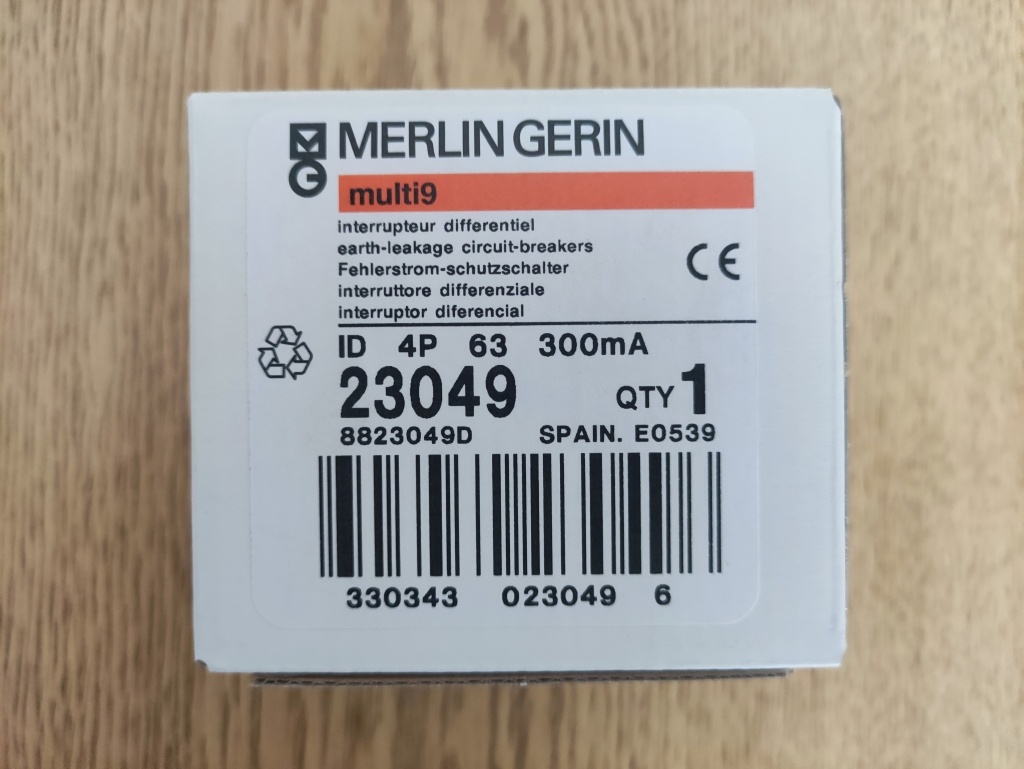 MG
MERLIN GERIN
multi9
interrupteur differentiel
earth-leakage circuit-breakers
Fehlerstrom-schutzschalter
interruttore differenziale
interruptor diferencial
CE
ID 4P 63 300mA
23049 QTY 1
8823049D SPAIN. E0539
330343 023049 6